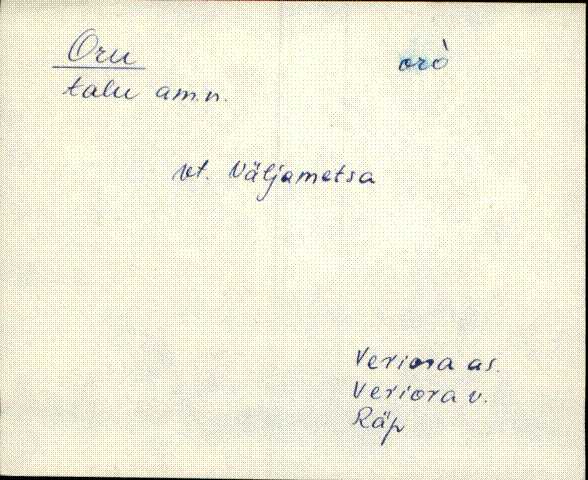 Oru
orò
talu am.n.
vt. Väljametsa
Veriora as.
Veriora v.
Räp